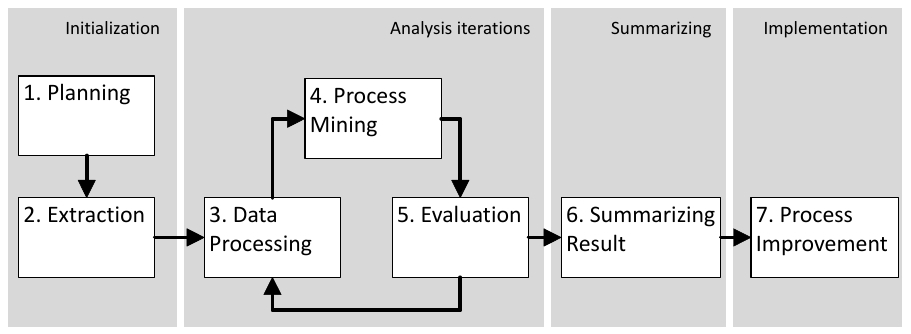 Initialization
Analysis iterations
Summarizing
Implementation
1. Planning
4. Process
Mining
2. Extraction
3. Data
Processing
5. Evaluation
6. Summarizing
Result
7. Process
Improvement